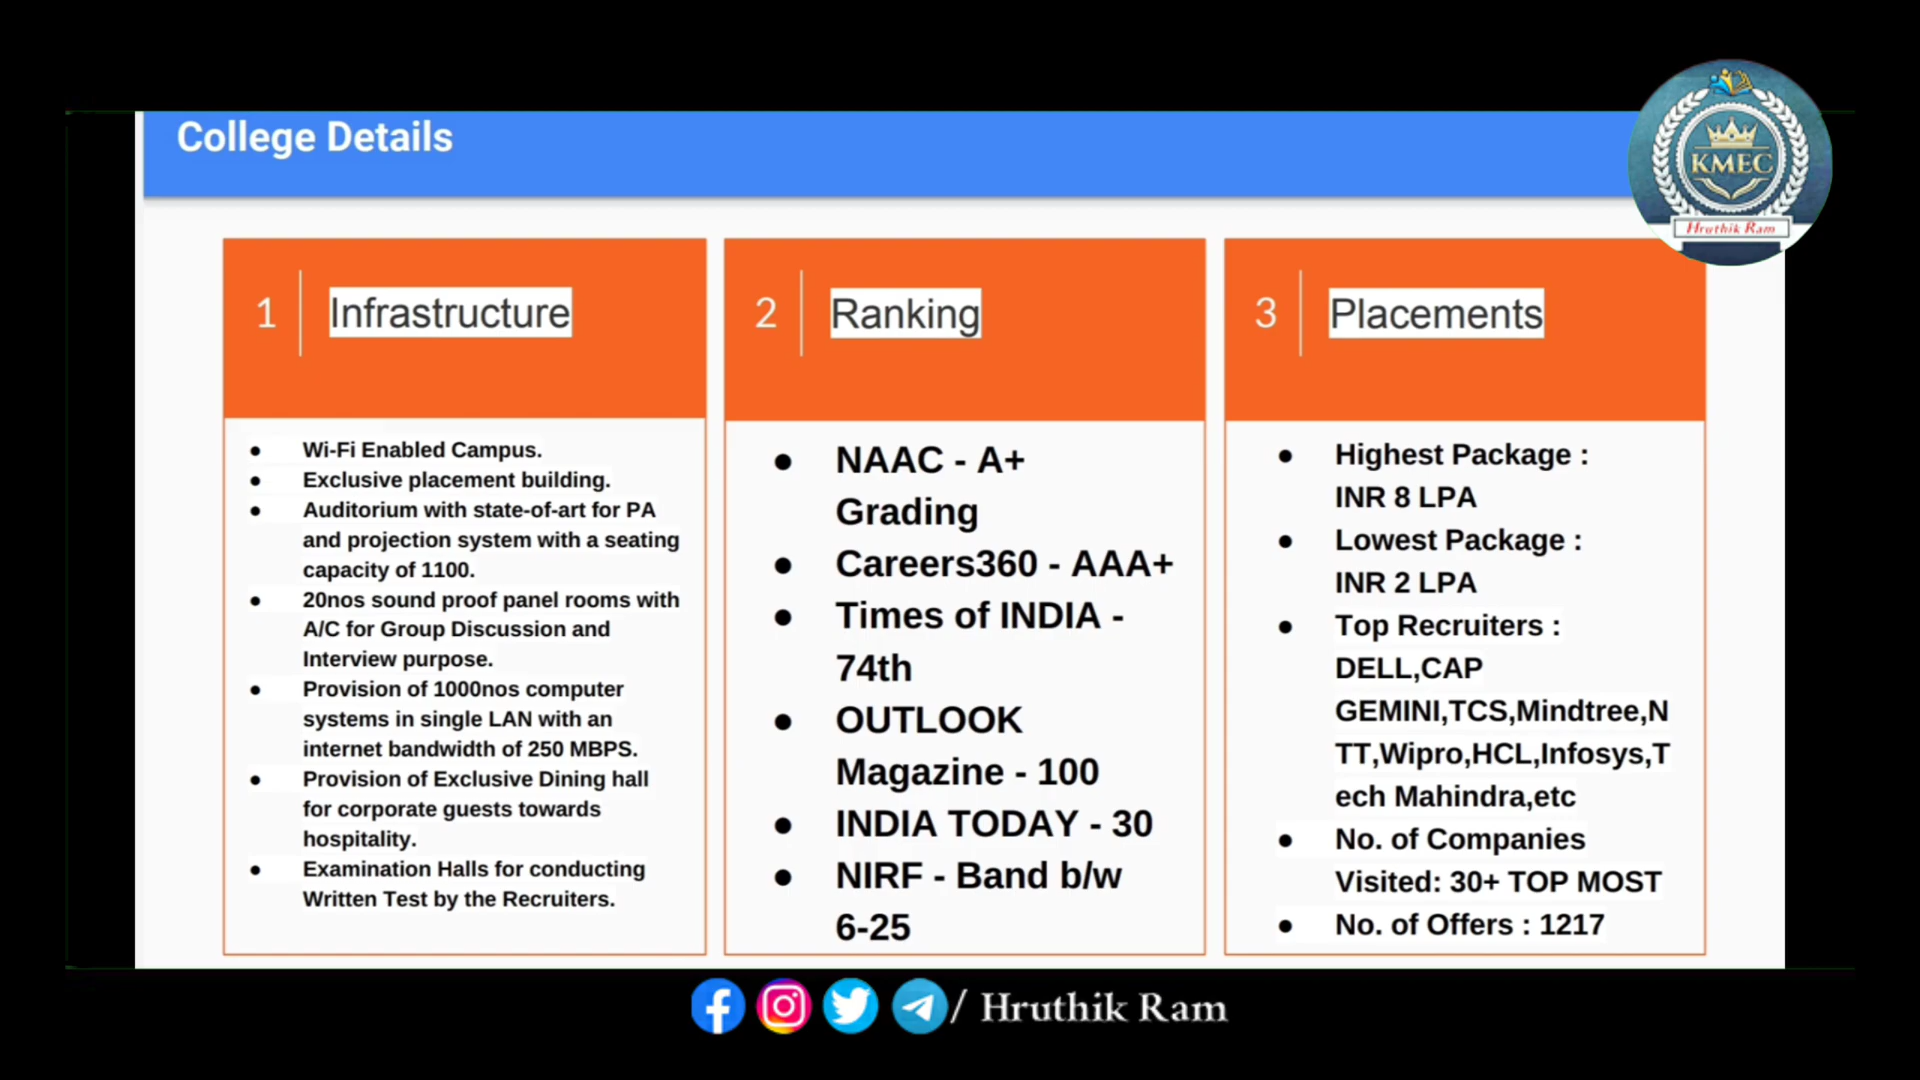 College Details
KMEC
Hruthik Ram
1
Infrastructure
● Wi-Fi Enabled Campus.
● Exclusive placement building.
● Auditorium with state-of-art for PA
and projection system with a seating
capacity of 1100.
● 20nos sound proof panel rooms with
A/C for Group Discussion and
Interview purpose.
● Provision of 1000nos computer
systems in single LAN with an
internet bandwidth of 250 MBPS.
● Provision of Exclusive Dining hall
for corporate guests towards
hospitality.
● Examination Halls for conducting
Written Test by the Recruiters.
2
Ranking
● NAAC - A+
Grading
● Careers360 - AAA+
● Times of INDIA -
74th
● OUTLOOK
Magazine - 100
● INDIA TODAY - 30
● NIRF - Band b/w
6-25
3
Placements
● Highest Package :
INR 8 LPA
● Lowest Package :
INR 2 LPA
● Top Recruiters :
DELL,CAP
GEMINI,TCS,Mindtree,N
TT,Wipro,HCL,Infosys,T
ech Mahindra,etc
● No. of Companies
Visited: 30+ TOP MOST
● No. of Offers : 1217
/ Hruthik Ram